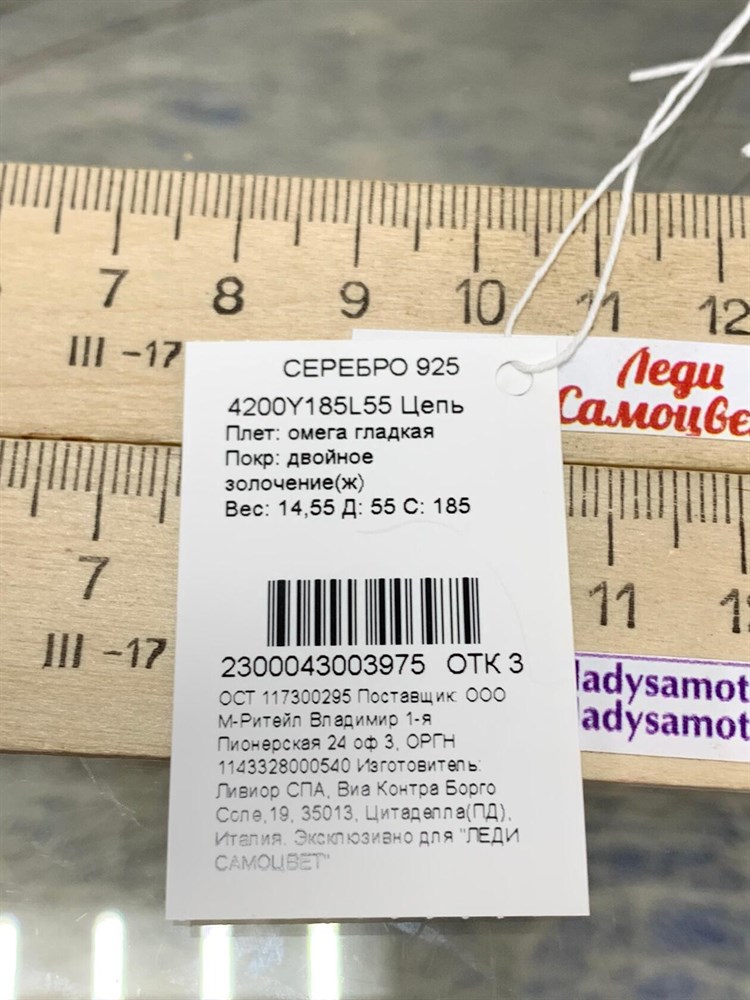 7 8 9 10 11 12
III -17
Леди
СЕРЕБРО 925
4200Y185L55 Цепь
Плет: омега гладкая
Покр: двойное
золочение(ж)
Вес: 14,55 Д: 55 С: 185
7 11
III -17
2300043003975 ОТК 3
ladysamot
ladysamot
ОСТ 117300295 Поставщик: ООО
М-Ритейл Владимир 1-я
Пионерская 24 оф 3, ОРГН
1143328000540 Изготовитель:
Ливиор СПА, Виа Контра Борго
Соле,19, 35013, Цитаделла(ПД),
Италия. Эксклюзивно для "ЛЕДИ
САМОЦВЕТ"